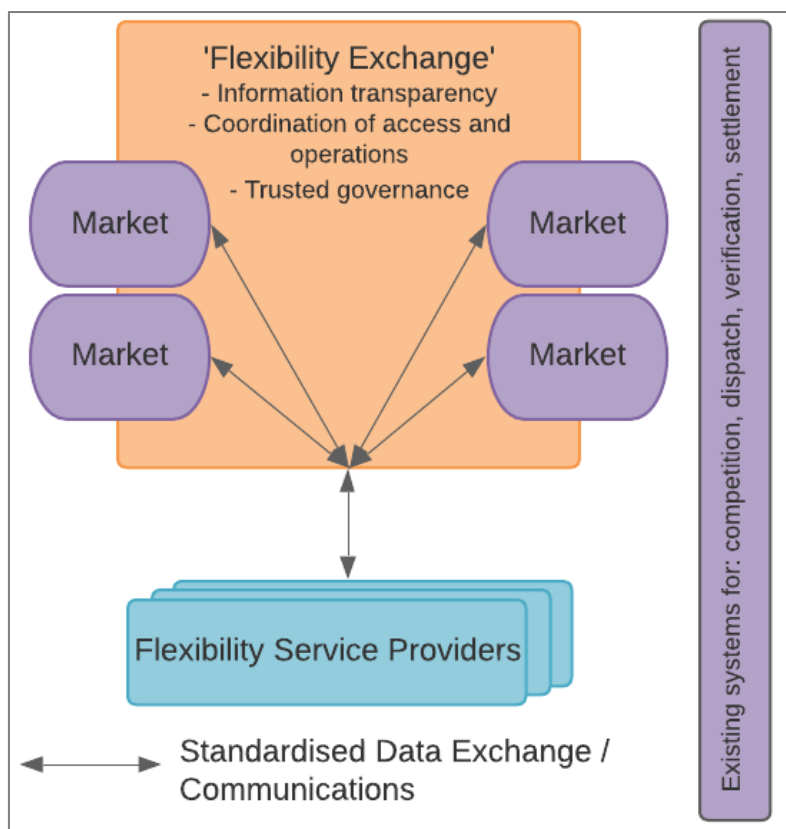 'Flexibility Exchange'
- Information transparency
- Coordination of access and
operations
- Trusted governance
Market
Market
Market
Market
Flexibility Service Providers
Standardised Data Exchange /
Communications
Existing systems for: competition, dispatch, verification, settlement